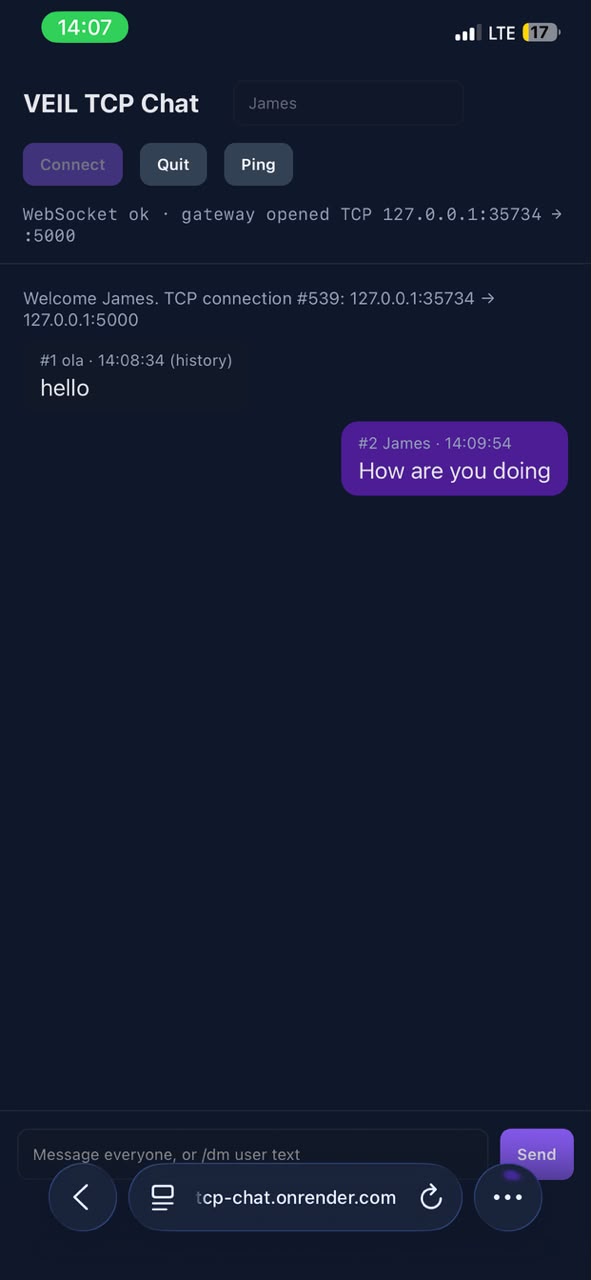 14:07
LTE 17
VEIL TCP Chat
James
Connect Quit Ping
WebSocket ok · gateway opened TCP 127.0.0.1:35734 →
:5000
Welcome James. TCP connection #539: 127.0.0.1:35734 →
127.0.0.1:5000
#1 ola · 14:08:34 (history)
hello
#2 James · 14:09:54
How are you doing
Message everyone, or /dm user text
Send
tcp-chat.onrender.com